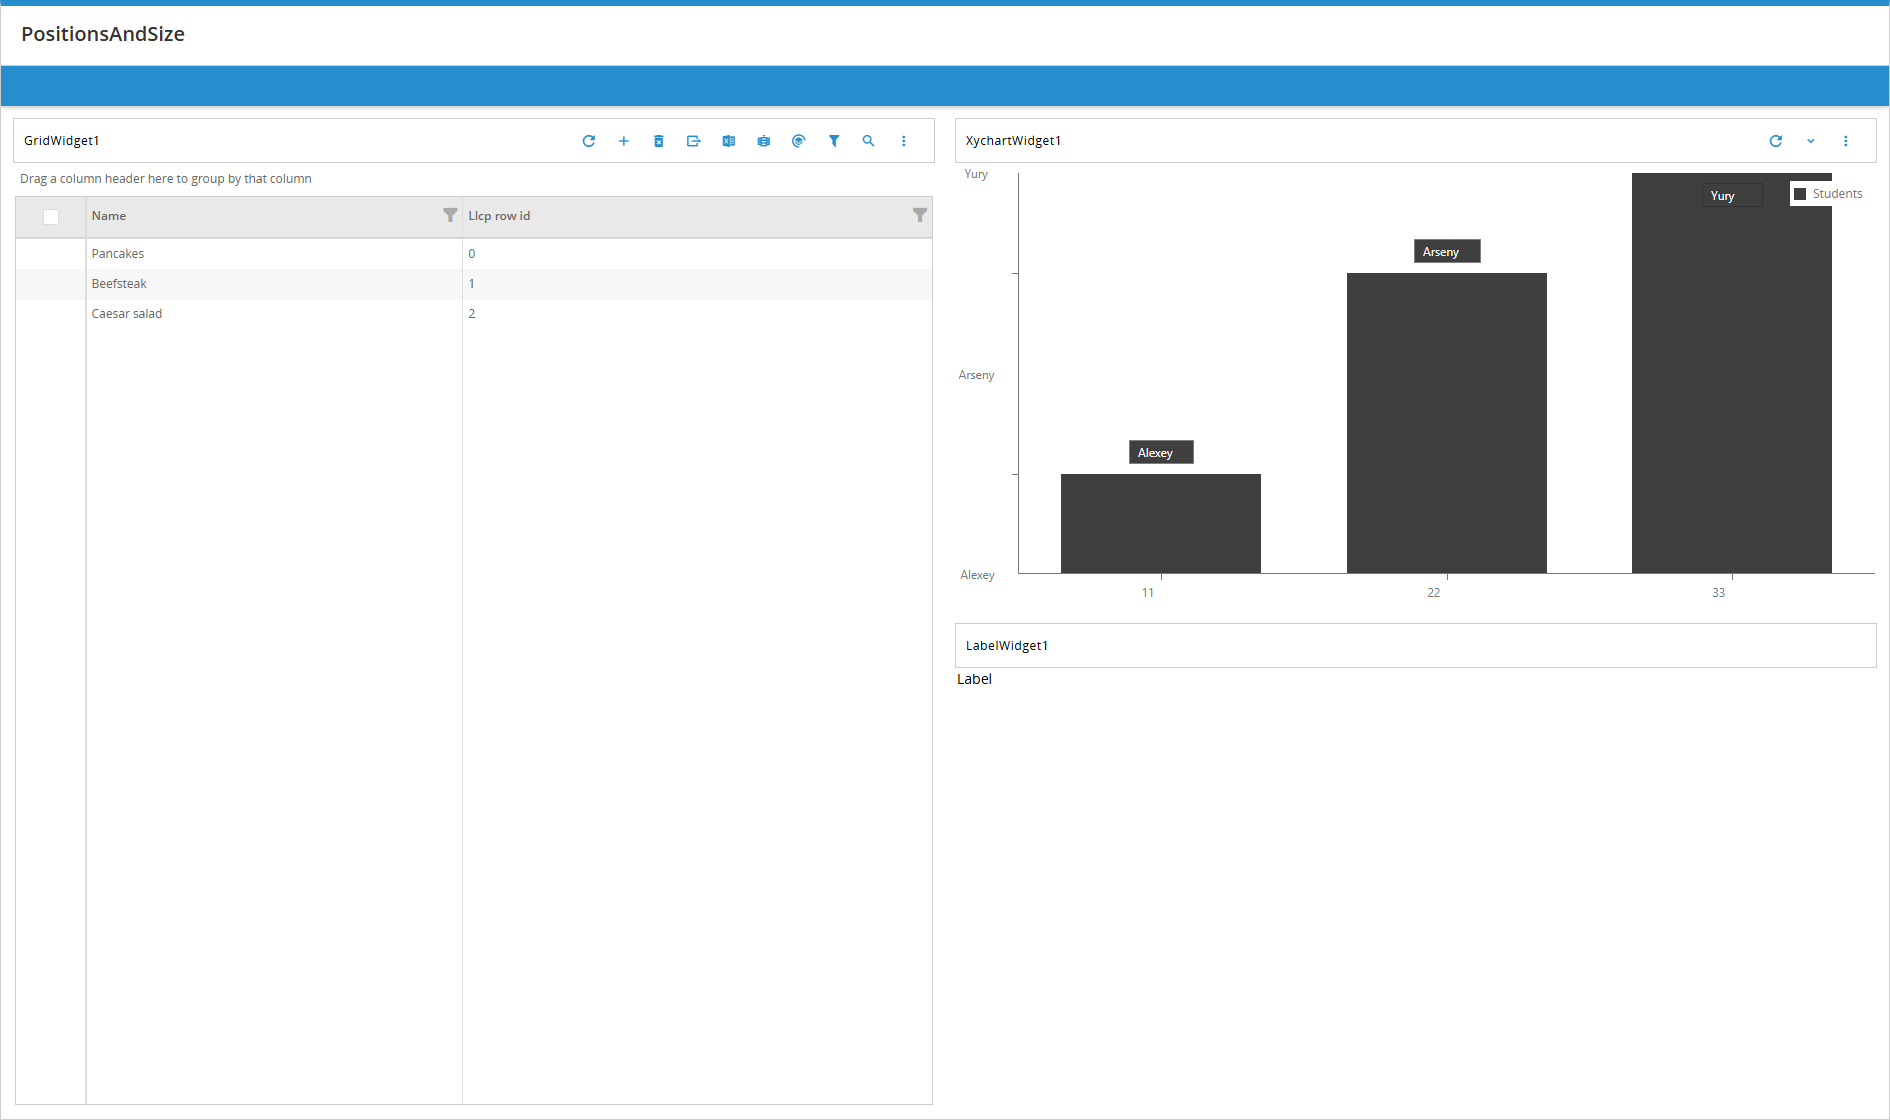 PositionsAndSize
GridWidget1
Drag a column header here to group by that column
Name
Llcp row id
Pancakes
0
Beefsteak
1
Caesar salad
2
XychartWidget1
Yury
Arseny
Alexey
Alexey
Arseny
Yury
Students
11
22
33
LabelWidget1
Label